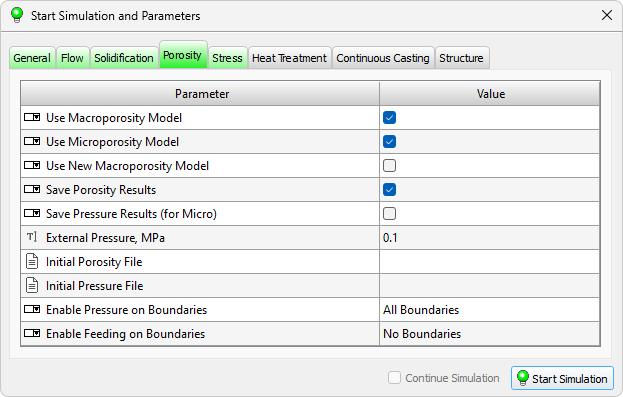 Start Simulation and Parameters
General Flow Solidification Porosity Stress Heat Treatment Continuous Casting Structure
Parameter Value
Use Macroporosity Model
Use Microporosity Model
Use New Macroporosity Model
Save Porosity Results
Save Pressure Results (for Micro)
External Pressure, MPa 0.1
Initial Porosity File
Initial Pressure File
Enable Pressure on Boundaries All Boundaries
Enable Feeding on Boundaries No Boundaries
Continue Simulation Start Simulation